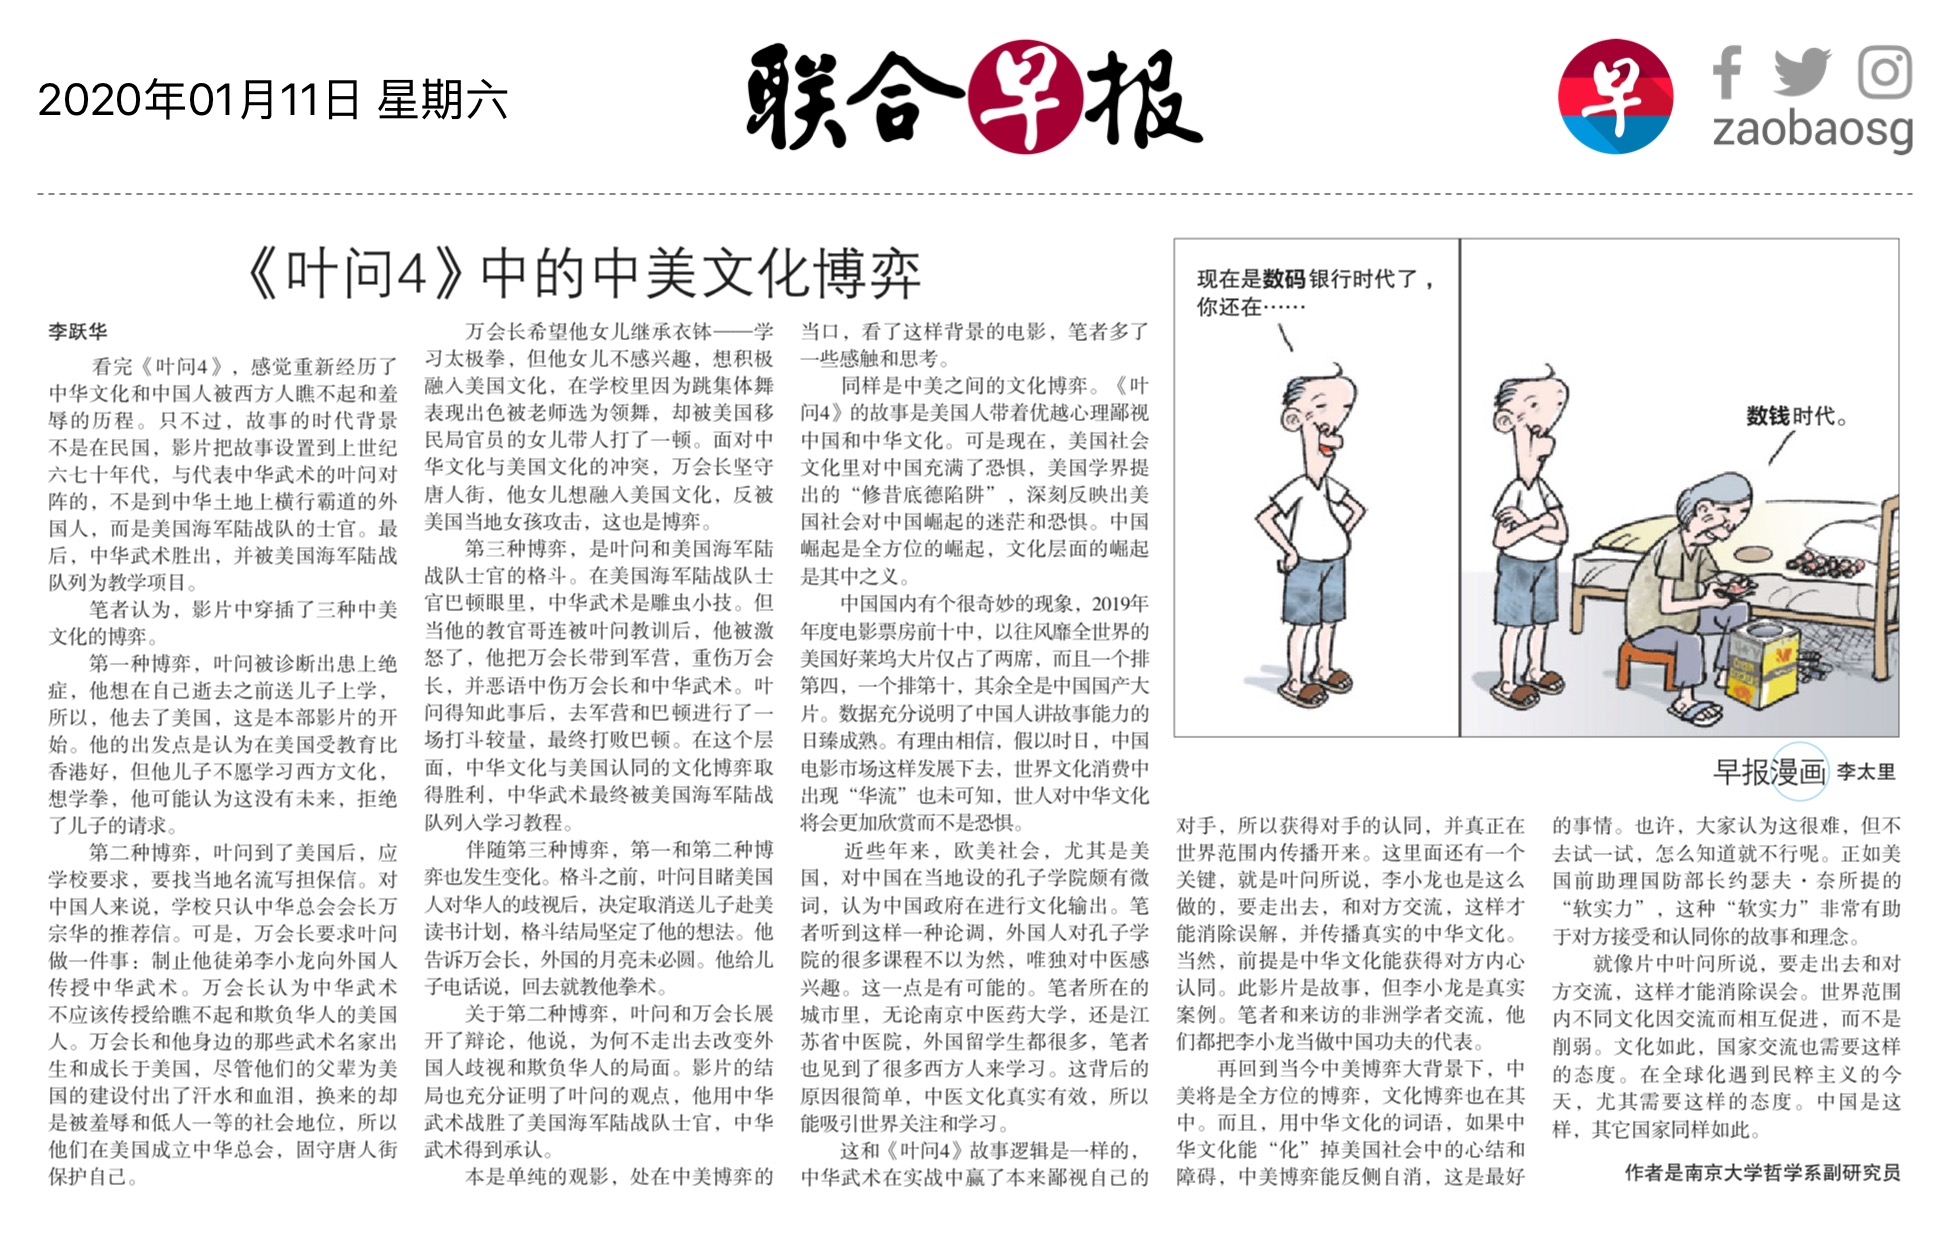 2020年01月11日 星期六
联合早报
早
zaobaosg
《叶问4》中的中美文化博弈
李跃华
看完《叶问4》，感觉重新经历了
中华文化和中国人被西方人瞧不起和羞
辱的历程。只不过，故事的时代背景
不是在民国，影片把故事设置到上世纪
六七十年代，与代表中华武术的叶问对
阵的，不是到中华土地上横行霸道的外
国人，而是美国海军陆战队的士官。最
后，中华武术胜出，并被美国海军陆战
队列为教学项目。
笔者认为，影片中穿插了三种中美
文化的博弈。
第一种博弈，叶问被诊断出患上绝
症，他想在自己逝去之前送儿子上学，
所以，他去了美国，这是本部影片的开
始。他的出发点是认为在美国受教育比
香港好，但他儿子不愿学习西方文化，
想学拳，他可能认为这没有未来，拒绝
了儿子的请求。
第二种博弈，叶问到了美国后，应
学校要求，要找当地名流写担保信。对
中国人来说，学校只认中华总会会长万
宗华的推荐信。可是，万会长要求叶问
做一件事：制止他徒弟李小龙向外国人
传授中华武术。万会长认为中华武术
不应该传授给瞧不起和欺负华人的美国
人。万会长和他身边的那些武术名家出
生和成长于美国，尽管他们的父辈为美
国的建设付出了汗水和血泪，换来的却
是被羞辱和低人一等的社会地位，所以
他们在美国成立中华总会，固守唐人街
保护自己。
万会长希望他女儿继承衣钵——学
习太极拳，但他女儿不感兴趣，想积极
融入美国文化，在学校里因为跳集体舞
表现出色被老师选为领舞，却被美国移
民局官员的女儿带人打了一顿。面对中
华文化与美国文化的冲突，万会长坚守
唐人街，他女儿想融入美国文化，反被
美国当地女孩攻击，这也是博弈。
第三种博弈，是叶问和美国海军陆
战队士官的格斗。在美国海军陆战队士
官巴顿眼里，中华武术是雕虫小技。但
当他的教官哥连被叶问教训后，他被激
怒了，他把万会长带到军营，重伤万会
长，并恶语中伤万会长和中华武术。叶
问得知此事后，去军营和巴顿进行了一
场打斗较量，最终打败巴顿。在这个层
面，中华文化与美国认同的文化博弈取
得胜利，中华武术最终被美国海军陆战
队列入学习教程。
伴随第三种博弈，第一和第二种博
弈也发生变化。格斗之前，叶问目睹美国
人对华人的歧视后，决定取消送儿子赴美
读书计划，格斗结局坚定了他的想法。他
告诉万会长，外国的月亮未必圆。他给儿
子电话说，回去就教他拳术。
关于第二种博弈，叶问和万会长展
开了辩论，他说，为何不走出去改变外
国人歧视和欺负华人的局面。影片的结
局也充分证明了叶问的观点，他用中华
武术战胜了美国海军陆战队士官，中华
武术得到承认。
本是单纯的观影，处在中美博弈的
当口，看了这样背景的电影，笔者多了
一些感触和思考。
同样是中美之间的文化博弈。《叶
问4》的故事是美国人带着优越心理鄙视
中国和中华文化。可是现在，美国社会
文化里对中国充满了恐惧，美国学界提
出的“修昔底德陷阱”，深刻反映出美
国社会对中国崛起的迷茫和恐惧。中国
崛起是全方位的崛起，文化层面的崛起
是其中之义。
中国国内有个很奇妙的现象，2019年
年度电影票房前十中，以往风靡全世界的
美国好莱坞大片仅占了两席，而且一个排
第四，一个排第十，其余全是中国国产大
片。数据充分说明了中国人讲故事能力的
日臻成熟。有理由相信，假以时日，中国
电影市场这样发展下去，世界文化消费中
出现“华流”也未可知，世人对中华文化
将会更加欣赏而不是恐惧。
近些年来，欧美社会，尤其是美
国，对中国在当地设的孔子学院颇有微
词，认为中国政府在进行文化输出。笔
者听到这样一种论调，外国人对孔子学
院的很多课程不以为然，唯独对中医感
兴趣。这一点是有可能的。笔者所在的
城市里，无论南京中医药大学，还是江
苏省中医院，外国留学生都很多，笔者
也见到了很多西方人来学习。这背后的
原因很简单，中医文化真实有效，所以
能吸引世界关注和学习。
这和《叶问4》故事逻辑是一样的，
中华武术在实战中赢了本来鄙视自己的
现在是数码银行时代了，
你还在……
数钱时代。
早报漫画 李太里
对手，所以获得对手的认同，并真正在
世界范围内传播开来。这里面还有一个
关键，就是叶问所说，李小龙也是这么
做的，要走出去，和对方交流，这样才
能消除误解，并传播真实的中华文化。
当然，前提是中华文化能获得对方内心
认同。此影片是故事，但李小龙是真实
案例。笔者和来访的非洲学者交流，他
们都把李小龙当做中国功夫的代表。
再回到当今中美博弈大背景下，中
美将是全方位的博弈，文化博弈也在其
中。而且，用中华文化的词语，如果中
华文化能“化”掉美国社会中的心结和
障碍，中美博弈能反侧自消，这是最好
的事情。也许，大家认为这很难，但不
去试一试，怎么知道就不行呢。正如美
国前助理国防部长约瑟夫·奈所提的
“软实力”，这种“软实力”非常有助
于对方接受和认同你的故事和理念。
就像片中叶问所说，要走出去和对
方交流，这样才能消除误会。世界范围
内不同文化因交流而相互促进，而不是
削弱。文化如此，国家交流也需要这样
的态度。在全球化遇到民粹主义的今
天，尤其需要这样的态度。中国是这
样，其它国家同样如此。
作者是南京大学哲学系副研究员